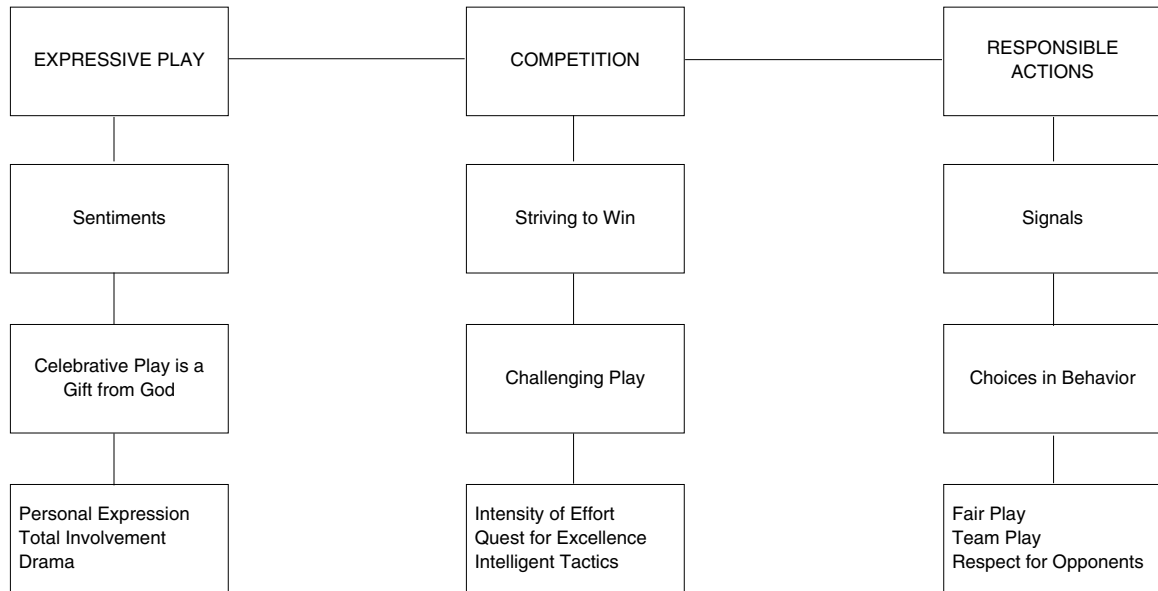 EXPRESSIVE PLAY
COMPETITION
RESPONSIBLE
ACTIONS
Sentiments
Striving to Win
Signals
Celebrative Play is a
Gift from God
Challenging Play
Choices in Behavior
Personal Expression
Total Involvement
Drama
Intensity of Effort
Quest for Excellence
Intelligent Tactics
Fair Play
Team Play
Respect for Opponents